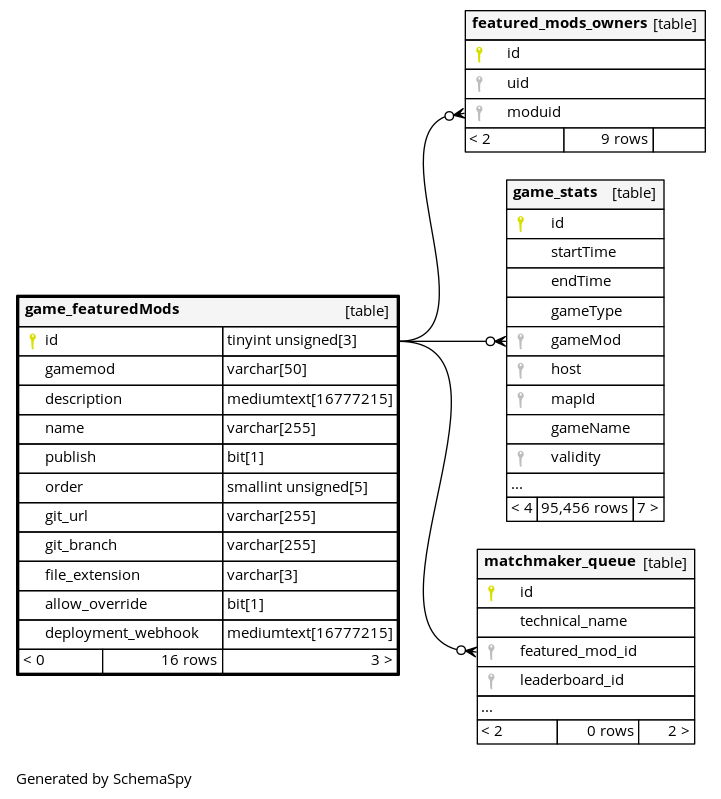 featured_mods_owners [table]
id
uid
moduid
< 2 9 rows
game_stats [table]
id
startTime
endTime
gameType
gameMod
host
mapId
gameName
validity
...
< 4 95,456 rows 7 >
game_featuredMods [table]
id tinyint unsigned[3]
gamemod varchar[50]
description mediumtext[16777215]
name varchar[255]
publish bit[1]
order smallint unsigned[5]
git_url varchar[255]
git_branch varchar[255]
file_extension varchar[3]
allow_override bit[1]
deployment_webhook mediumtext[16777215]
< 0 16 rows 3 >
matchmaker_queue [table]
id
technical_name
featured_mod_id
leaderboard_id
...
< 2 0 rows 2 >
Generated by SchemaSpy